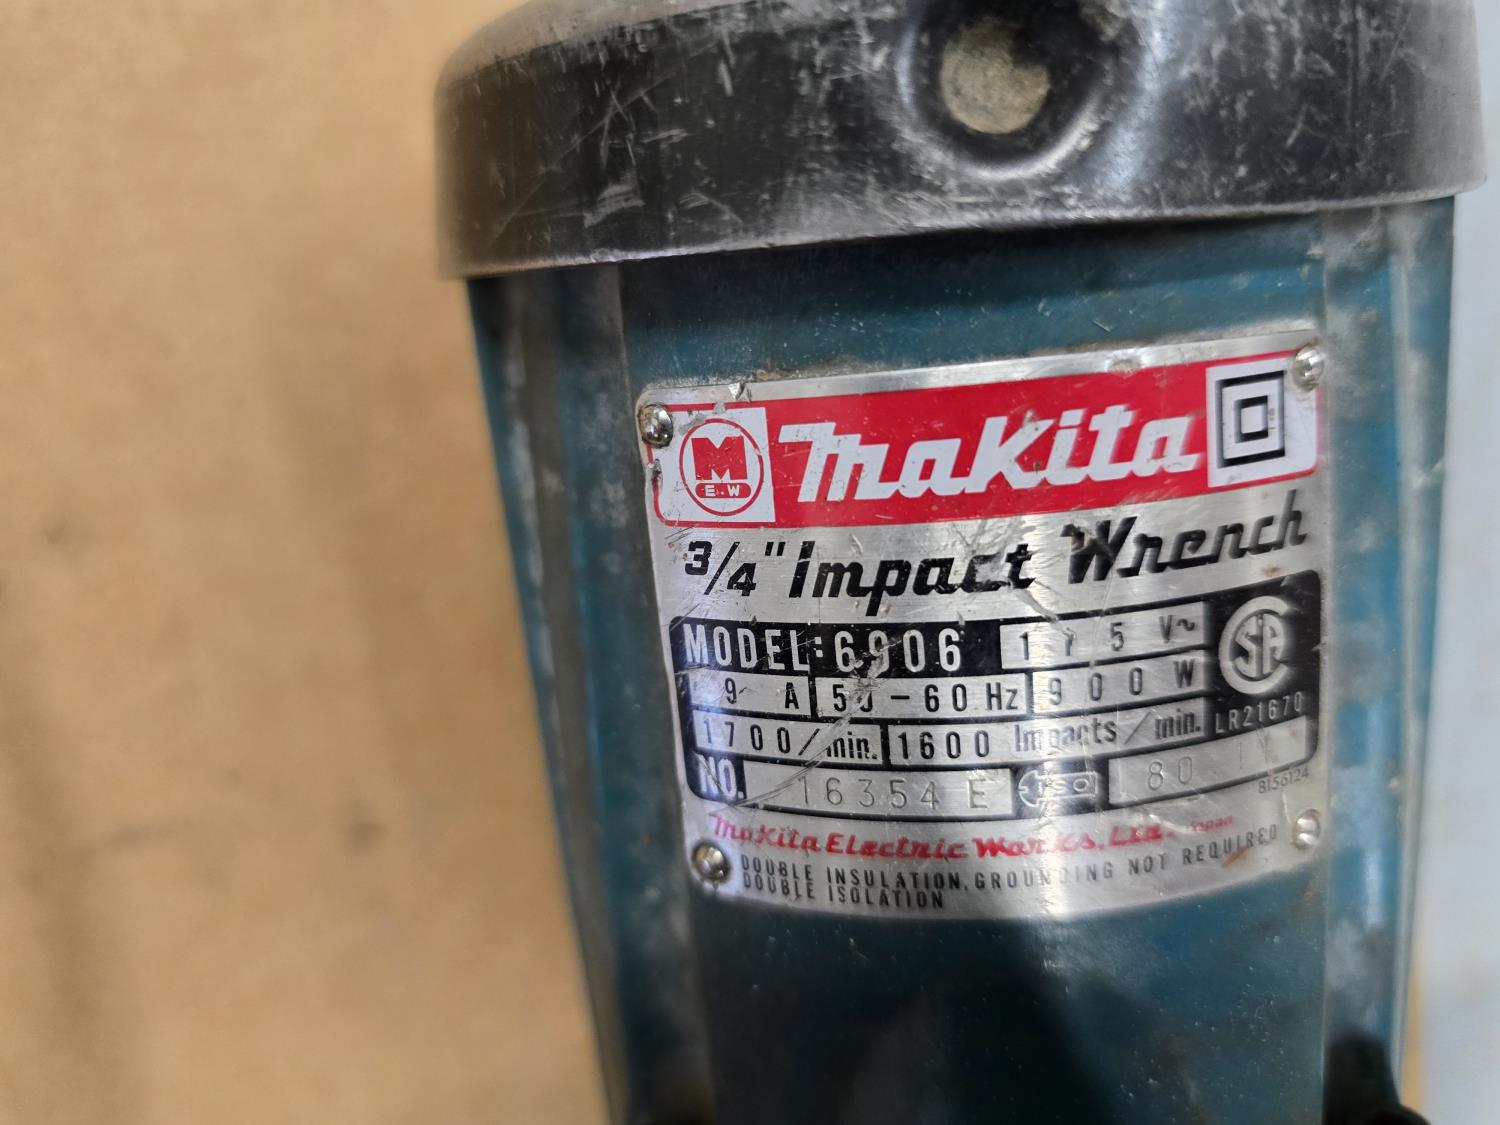 M
E.W
Makita
3/4" Impact Wrench
MODEL: 6906 115 V~
9 A 50-60 Hz 900 W
1700/min. 1600 Impacts/min. LR21670
NO. 16354 E 80
8156124
Makita Electric Works, Ltd. Japan
DOUBLE INSULATION, GROUNDING NOT REQUIRED
DOUBLE ISOLATION